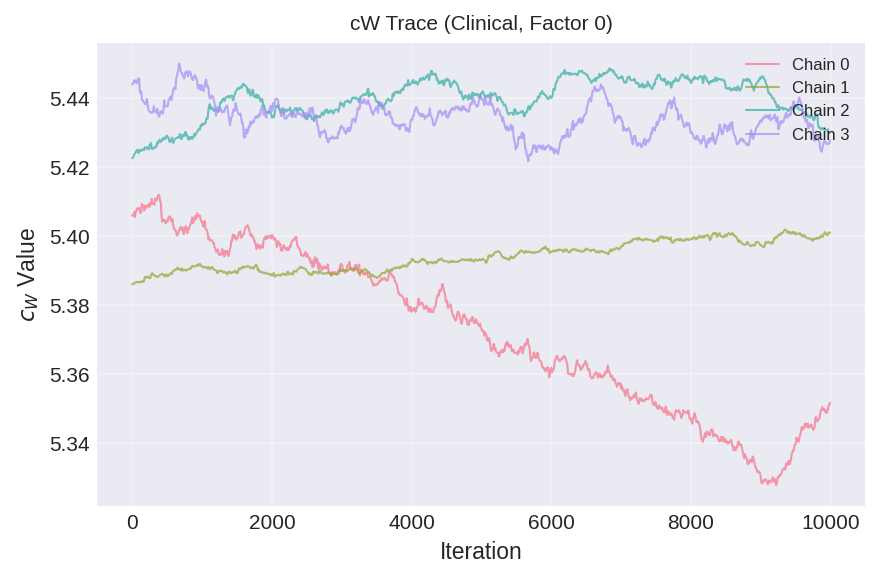 cW Trace (Clinical, Factor 0)
Chain 0
Chain 1
Chain 2
Chain 3
5.44
5.42
5.40
5.38
5.36
5.34
c_W Value
0 2000 4000 6000 8000 10000
Iteration